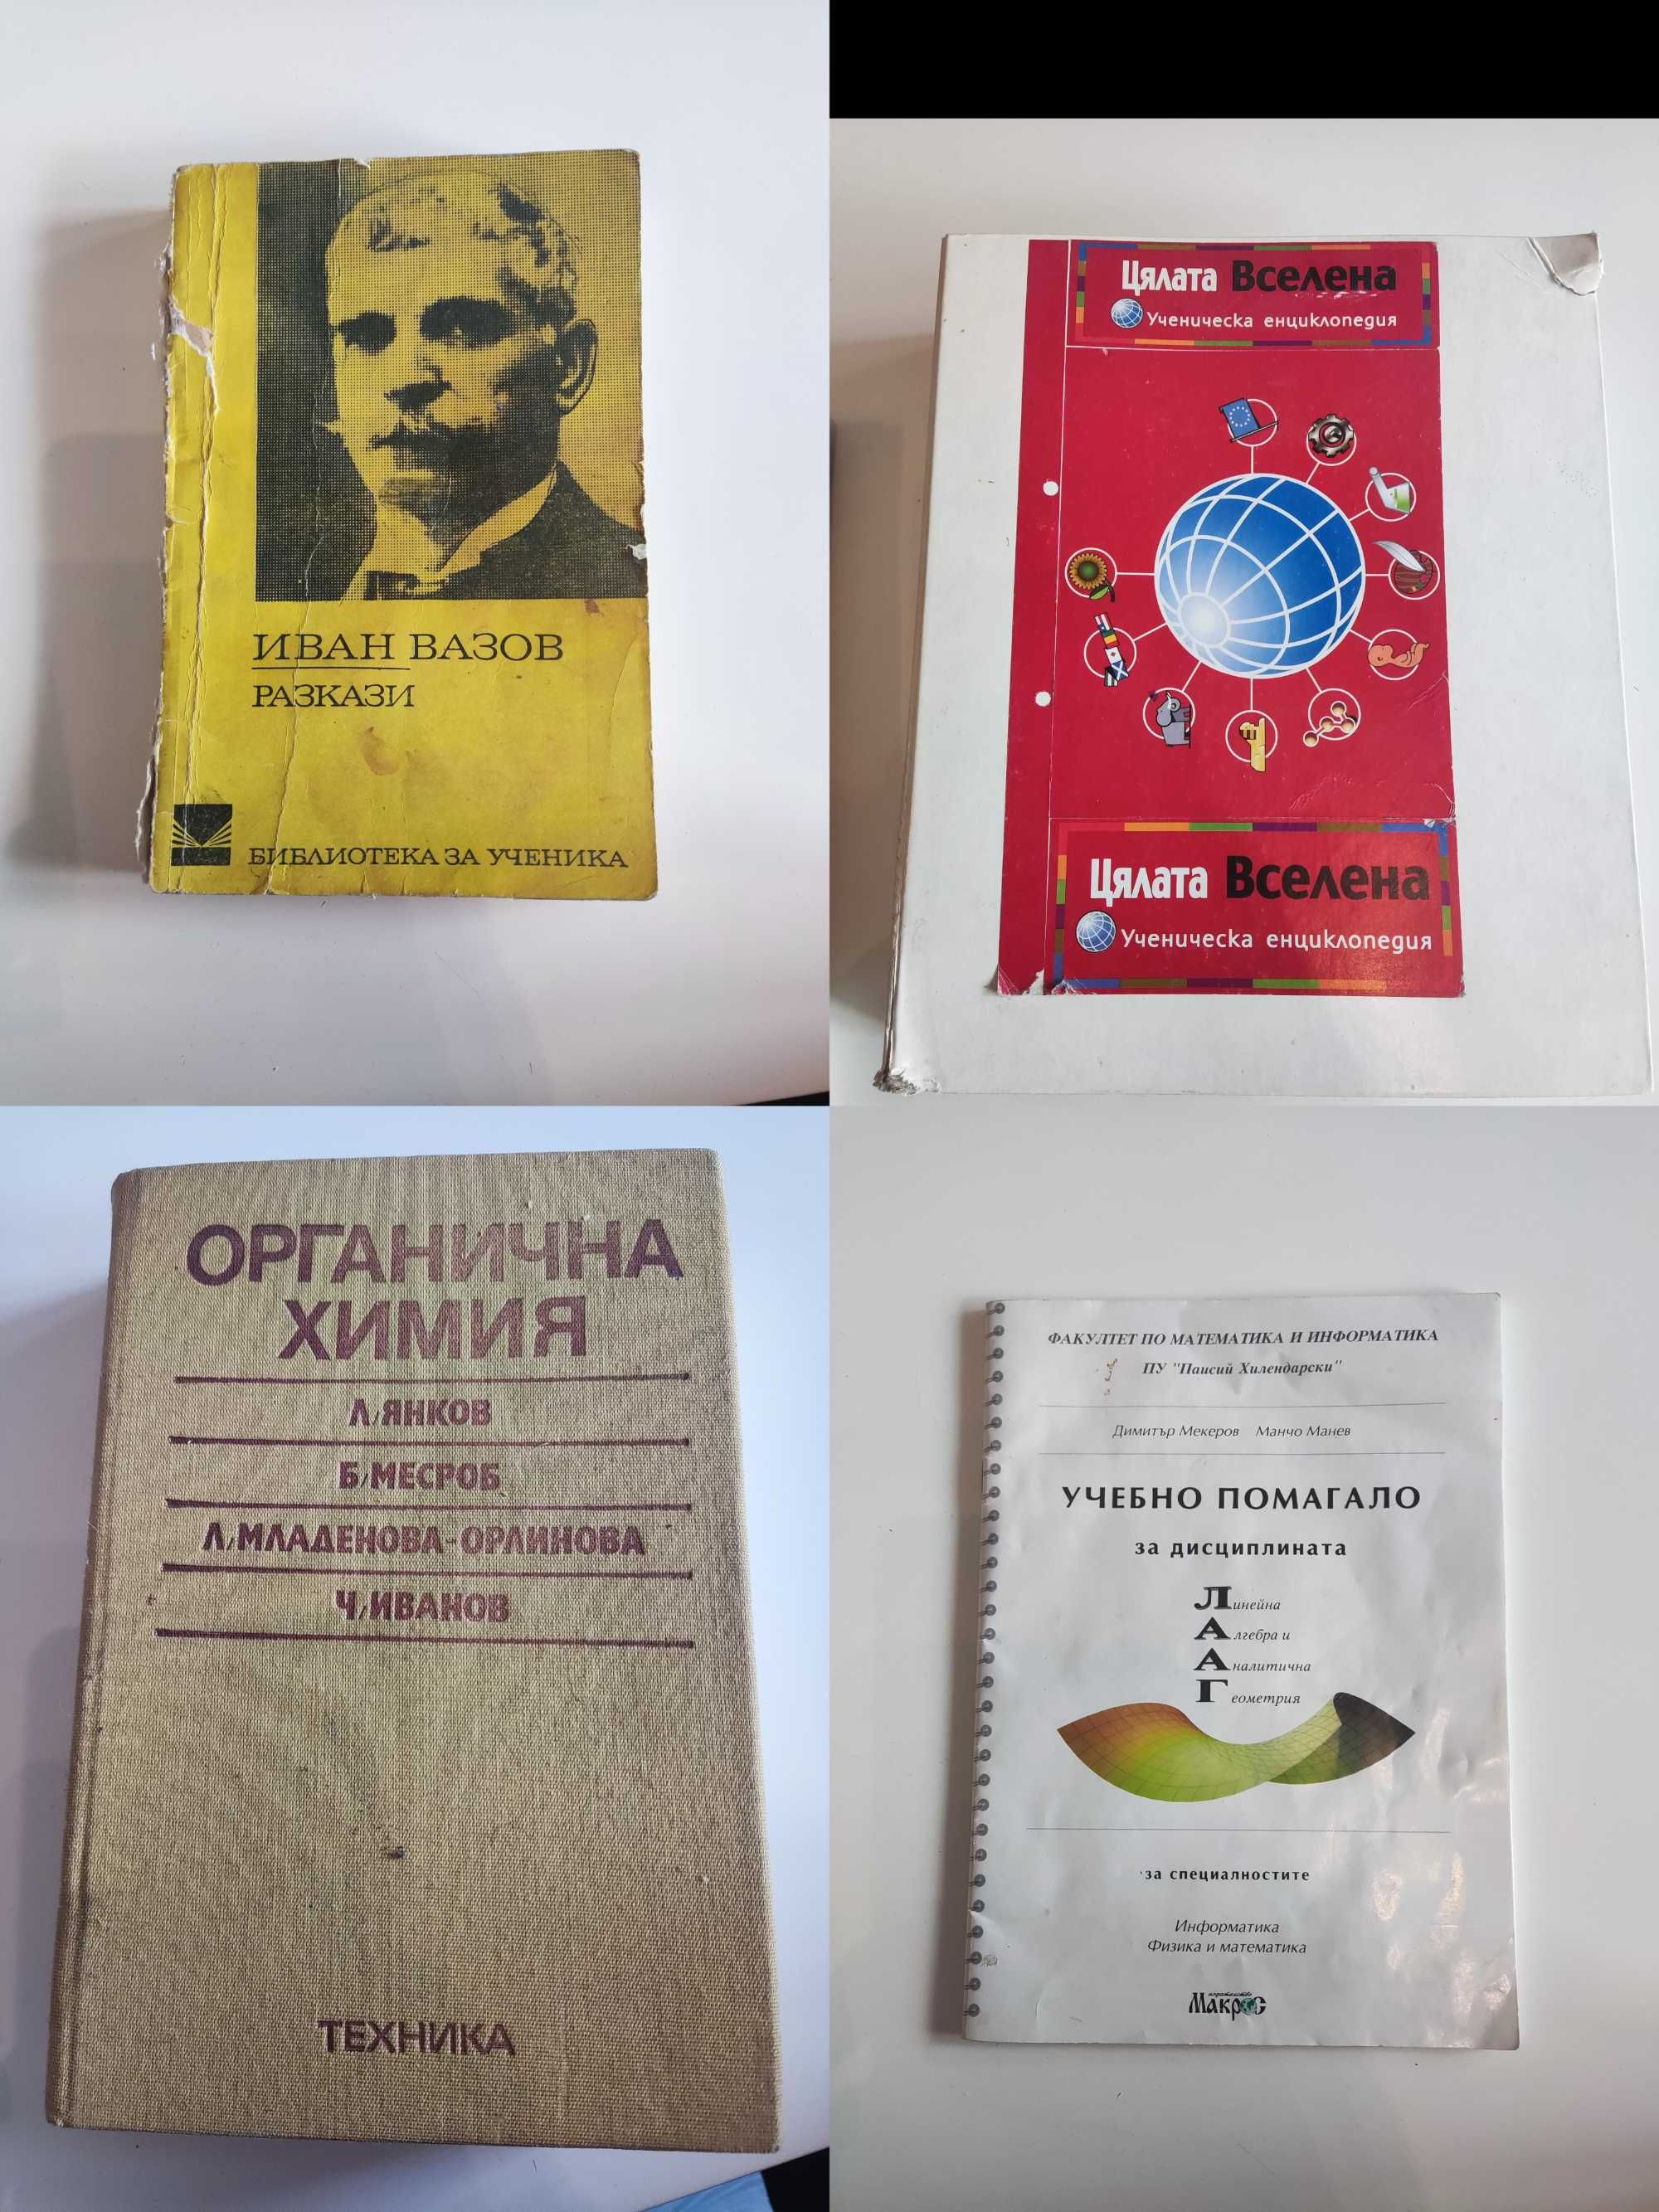 ИВАН ВАЗОВ
РАЗКАЗИ
БИБЛИОТЕКА ЗА УЧЕНИКА
Цялата Вселена
Ученическа енциклопедия
Цялата Вселена
Ученическа енциклопедия
ОРГАНИЧНА
ХИМИЯ
Л. ЯНКОВ
Б. МЕСРОБ
Л. МЛАДЕНОВА-ОРЛИНОВА
Ч. ИВАНОВ
ТЕХНИКА
ФАКУЛТЕТ ПО МАТЕМАТИКА И ИНФОРМАТИКА
ПУ "Паисий Хилендарски"
Димитър Мекеров Манчо Манев
УЧЕБНО ПОМАГАЛО
за дисциплината
Линейна
Алгебра и
Аналитична
Геометрия
за специалностите
Информатика
Физика и математика
издателство
Макрос